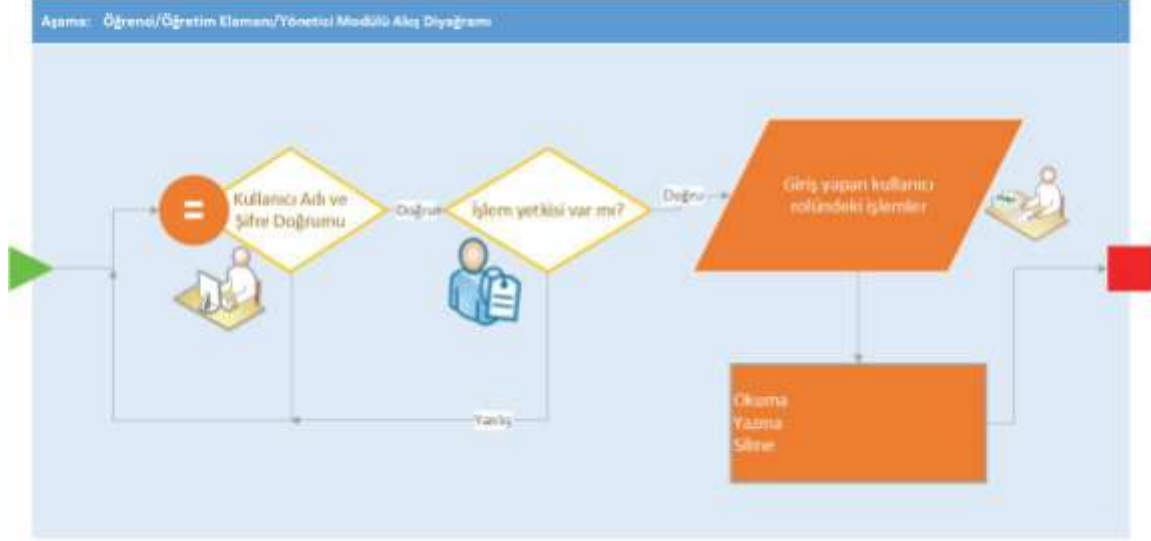 Aşama: Öğrenci/Öğretim Elemanı/Yönetici Modülü Akış Diyağramı
=
Kullanıcı Adı ve
Şifre Doğrumu
Doğru
İşlem yetkisi var mı?
Doğru
Giriş yapan kullanıcı
rolündeki işlemler
Yanlış
Okuma
Yazma
Silme